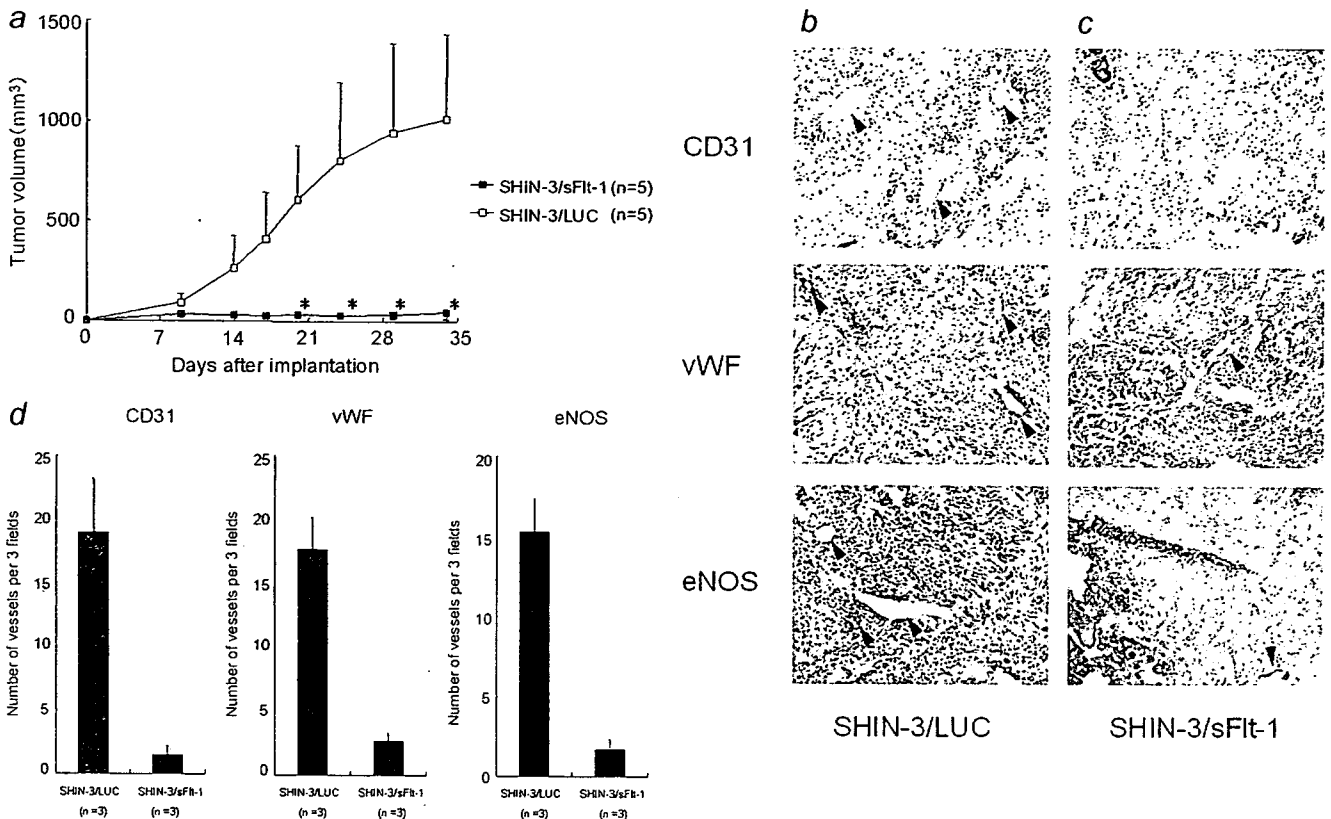 a
Tumor volume (mm³)
1500
1000
500
0
0 7 14 21 28 35
* * * *
Days after implantation
SHIN-3/sFlt-1 (n=5)
SHIN-3/LUC (n=5)
b
c
CD31
vWF
eNOS
SHIN-3/LUC
SHIN-3/sFlt-1
d
CD31
Number of vessels per 3 fields
25
20
15
10
5
0
SHIN-3/LUC SHIN-3/sFlt-1
(n =3) (n =3)
vWF
Number of vessels per 3 fields
25
20
15
10
5
0
SHIN-3/LUC SHIN-3/sFlt-1
(n =3) (n =3)
eNOS
Number of vessels per 3 fields
20
15
10
5
0
SHIN-3/LUC SHIN-3/sFlt-1
(n =3) (n =3)